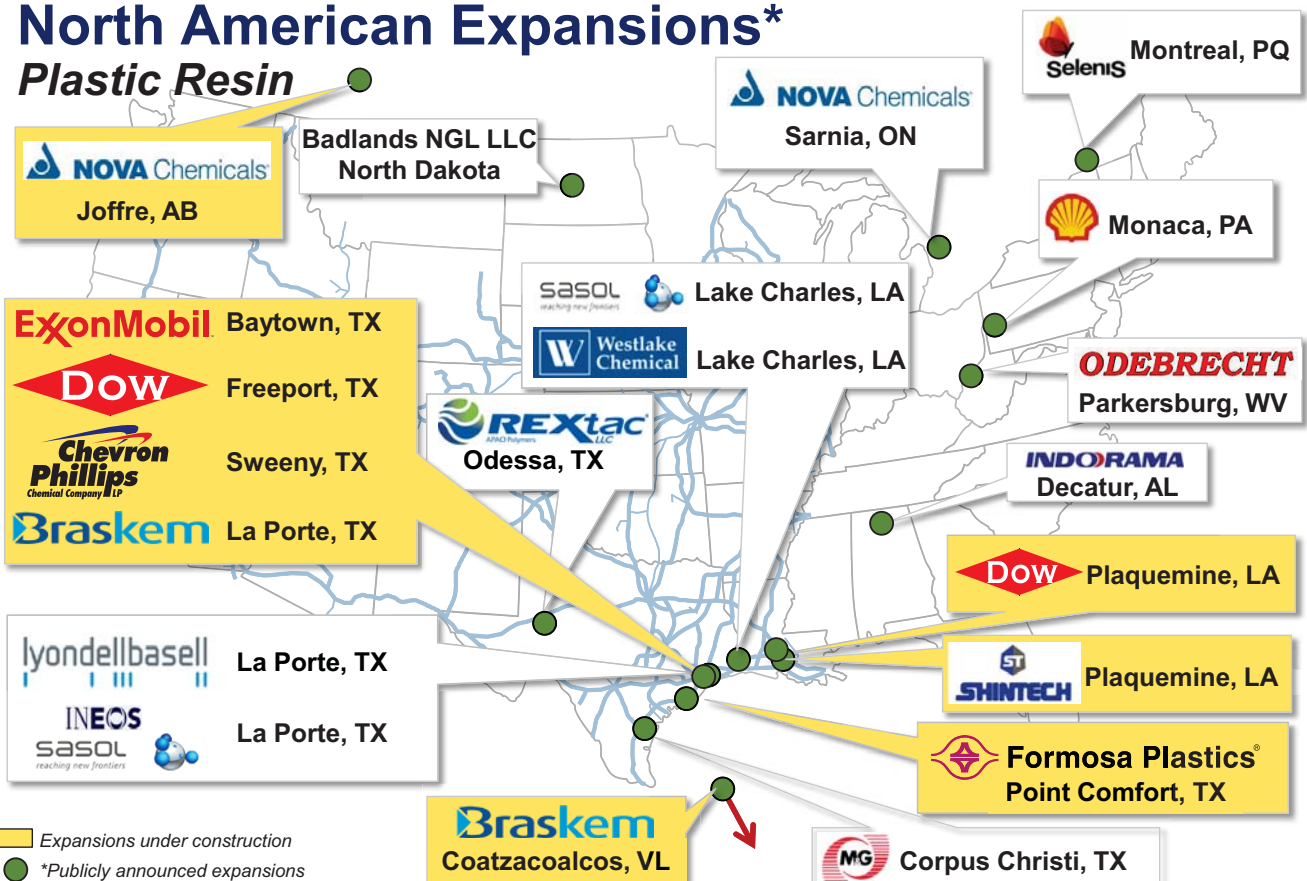 North American Expansions*
Plastic Resin
SelenIS Montreal, PQ
NOVA Chemicals
Sarnia, ON
Badlands NGL LLC
North Dakota
NOVA Chemicals
Joffre, AB
Monaca, PA
sasol
reaching new frontiers
Lake Charles, LA
W Westlake
Chemical
Lake Charles, LA
ExxonMobil Baytown, TX
Dow Freeport, TX
Chevron
Phillips
Chemical Company LP
Sweeny, TX
Braskem La Porte, TX
REXtac
LLC
APAO Polymers
Odessa, TX
ODEBRECHT
Parkersburg, WV
INDORAMA
Decatur, AL
Dow Plaquemine, LA
ST
SHINTECH
Plaquemine, LA
lyondellbasell La Porte, TX
INEOS
sasol
reaching new frontiers
La Porte, TX
Formosa Plastics®
Point Comfort, TX
Braskem
Coatzacoalcos, VL
M&G Corpus Christi, TX
Expansions under construction
*Publicly announced expansions